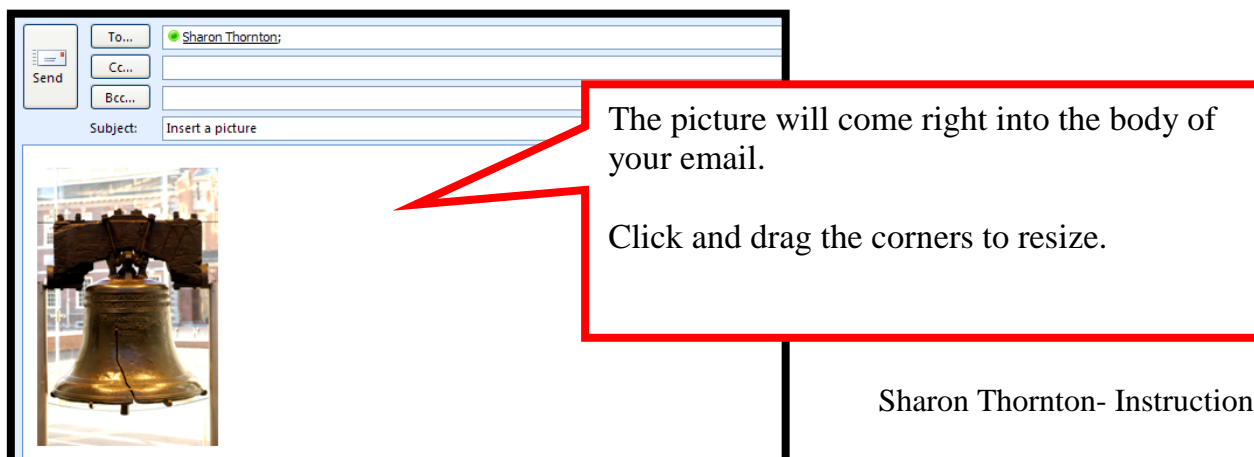 To...
Sharon Thornton;
Send
Cc...
Bcc...
Subject:
Insert a picture
The picture will come right into the body of
your email.
Click and drag the corners to resize.
Sharon Thornton- Instruction